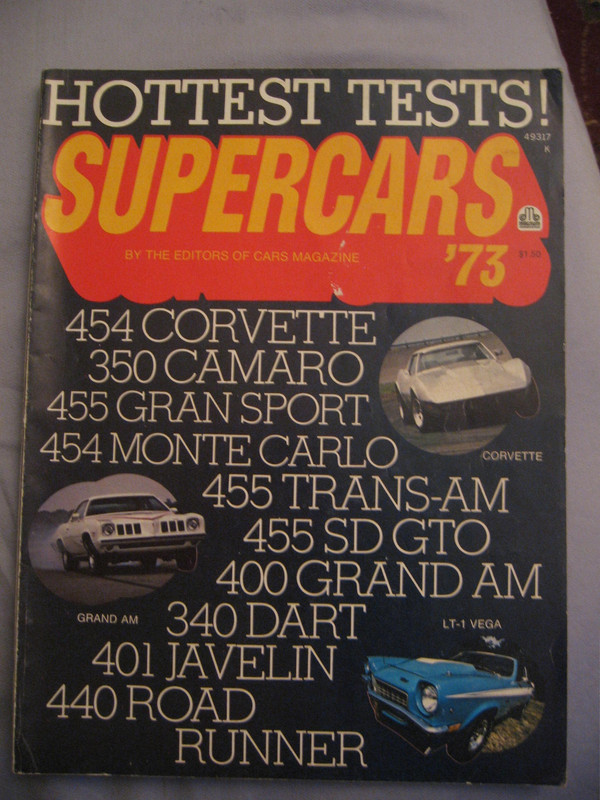 HOTTEST TESTS!
49317
K
SUPERCARS
BY THE EDITORS OF CARS MAGAZINE
'73
$1.50
454 CORVETTE
350 CAMARO
455 GRAN SPORT
454 MONTE CARLO
CORVETTE
455 TRANS-AM
455 SD GTO
400 GRAND AM
GRAND AM
340 DART
LT-1 VEGA
401 JAVELIN
440 ROAD
RUNNER